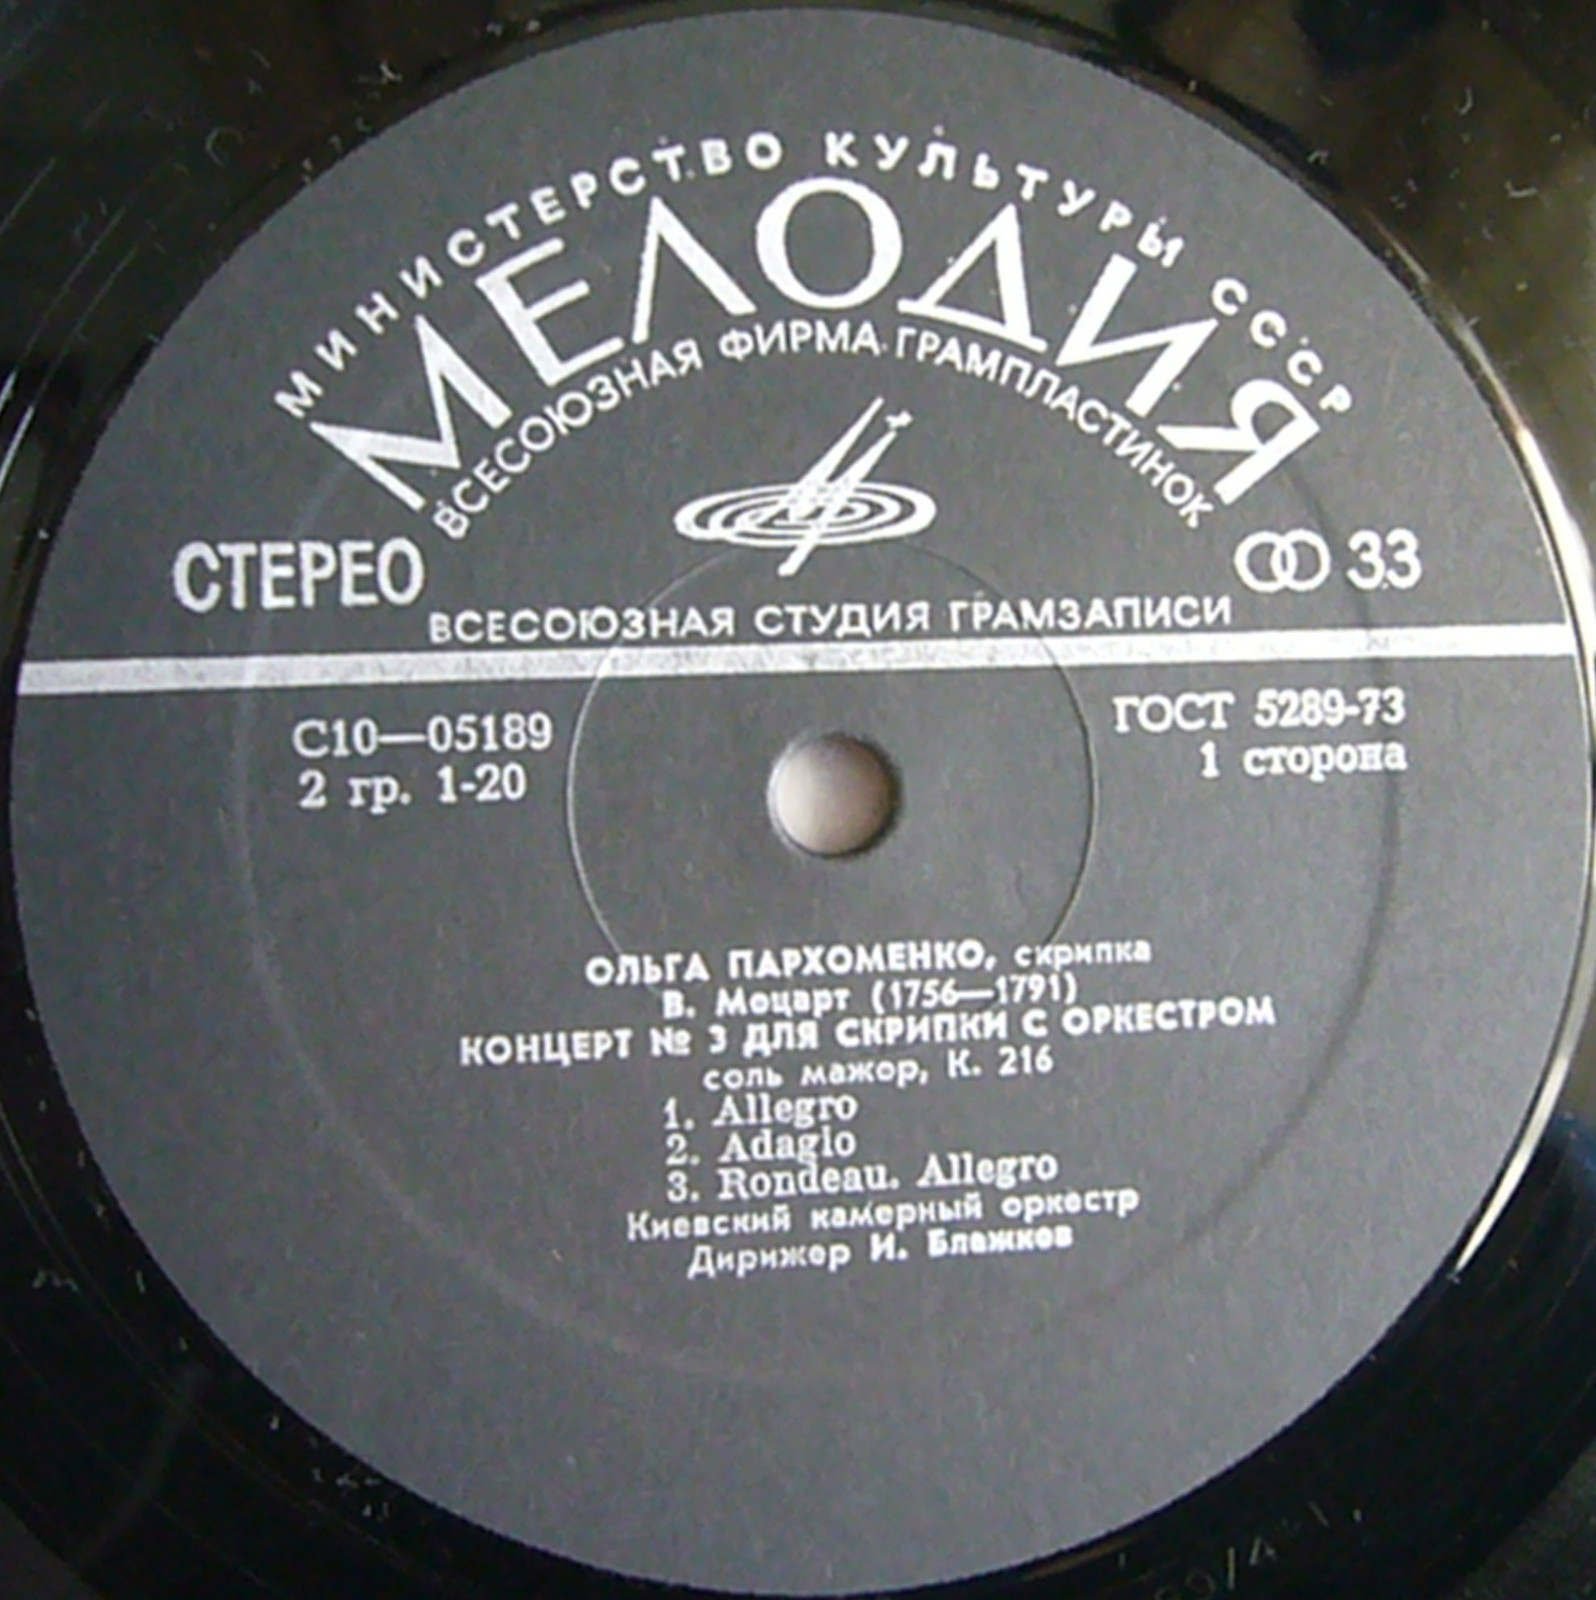 МИНИСТЕРСТВО КУЛЬТУРЫ СССР
МЕЛОДИЯ
ВСЕСОЮЗНАЯ ФИРМА ГРАМПЛАСТИНОК
СТЕРЕО
33
ВСЕСОЮЗНАЯ СТУДИЯ ГРАМЗАПИСИ
С10—05189
ГОСТ 5289-73
2 гр. 1-20
1 сторона
ОЛЬГА ПАРХОМЕНКО, скрипка
В. Моцарт (1756—1791)
КОНЦЕРТ № 3 ДЛЯ СКРИПКИ С ОРКЕСТРОМ
соль мажор, К. 216
1. Allegro
2. Adagio
3. Rondeau. Allegro
Киевский камерный оркестр
Дирижер И. Блажков